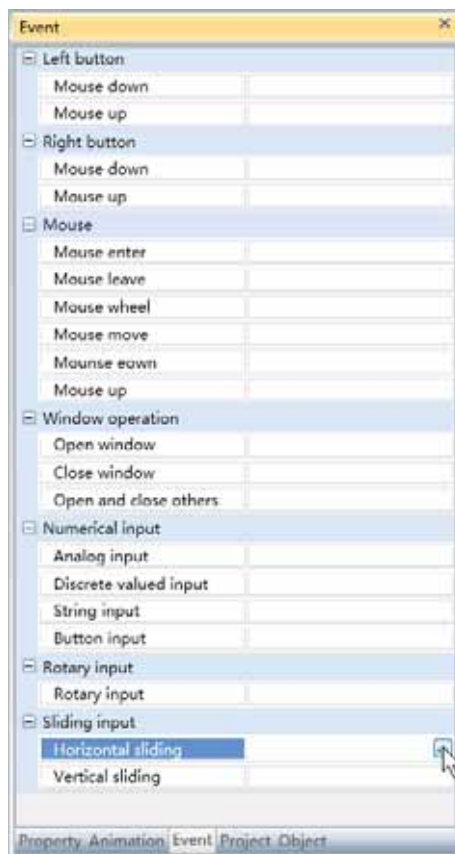 Event
Left button
Mouse down
Mouse up
Right button
Mouse down
Mouse up
Mouse
Mouse enter
Mouse leave
Mouse wheel
Mouse move
Mounse eown
Mouse up
Window operation
Open window
Close window
Open and close others
Numerical input
Analog input
Discrete valued input
String input
Button input
Rotary input
Rotary input
Sliding input
Horizontal sliding
Vertical sliding
Property Animation Event Project Object